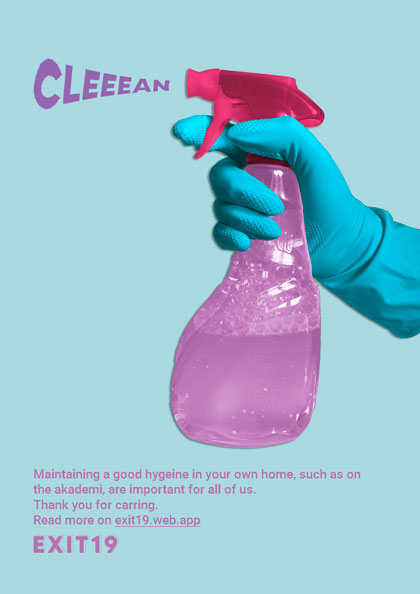 CLEEEAN
Maintaining a good hygeine in your own home, such as on
the akademi, are important for all of us.
Thank you for carring.
Read more on exit19.web.app
EXIT19